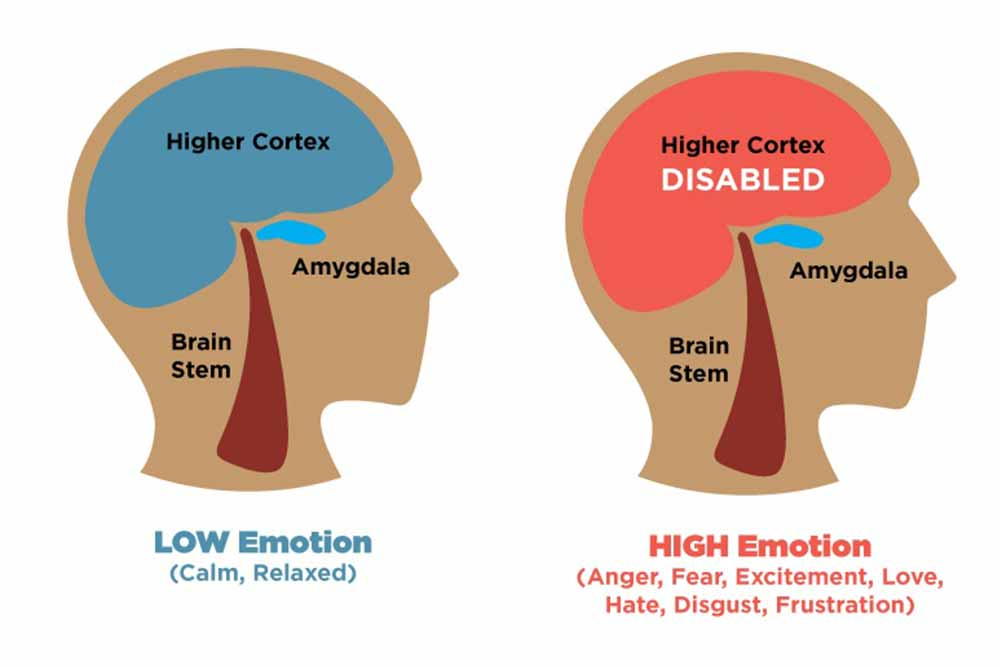 Higher Cortex
Amygdala
Brain
Stem
LOW Emotion
(Calm, Relaxed)
Higher Cortex
DISABLED
Amygdala
Brain
Stem
HIGH Emotion
(Anger, Fear, Excitement, Love,
Hate, Disgust, Frustration)